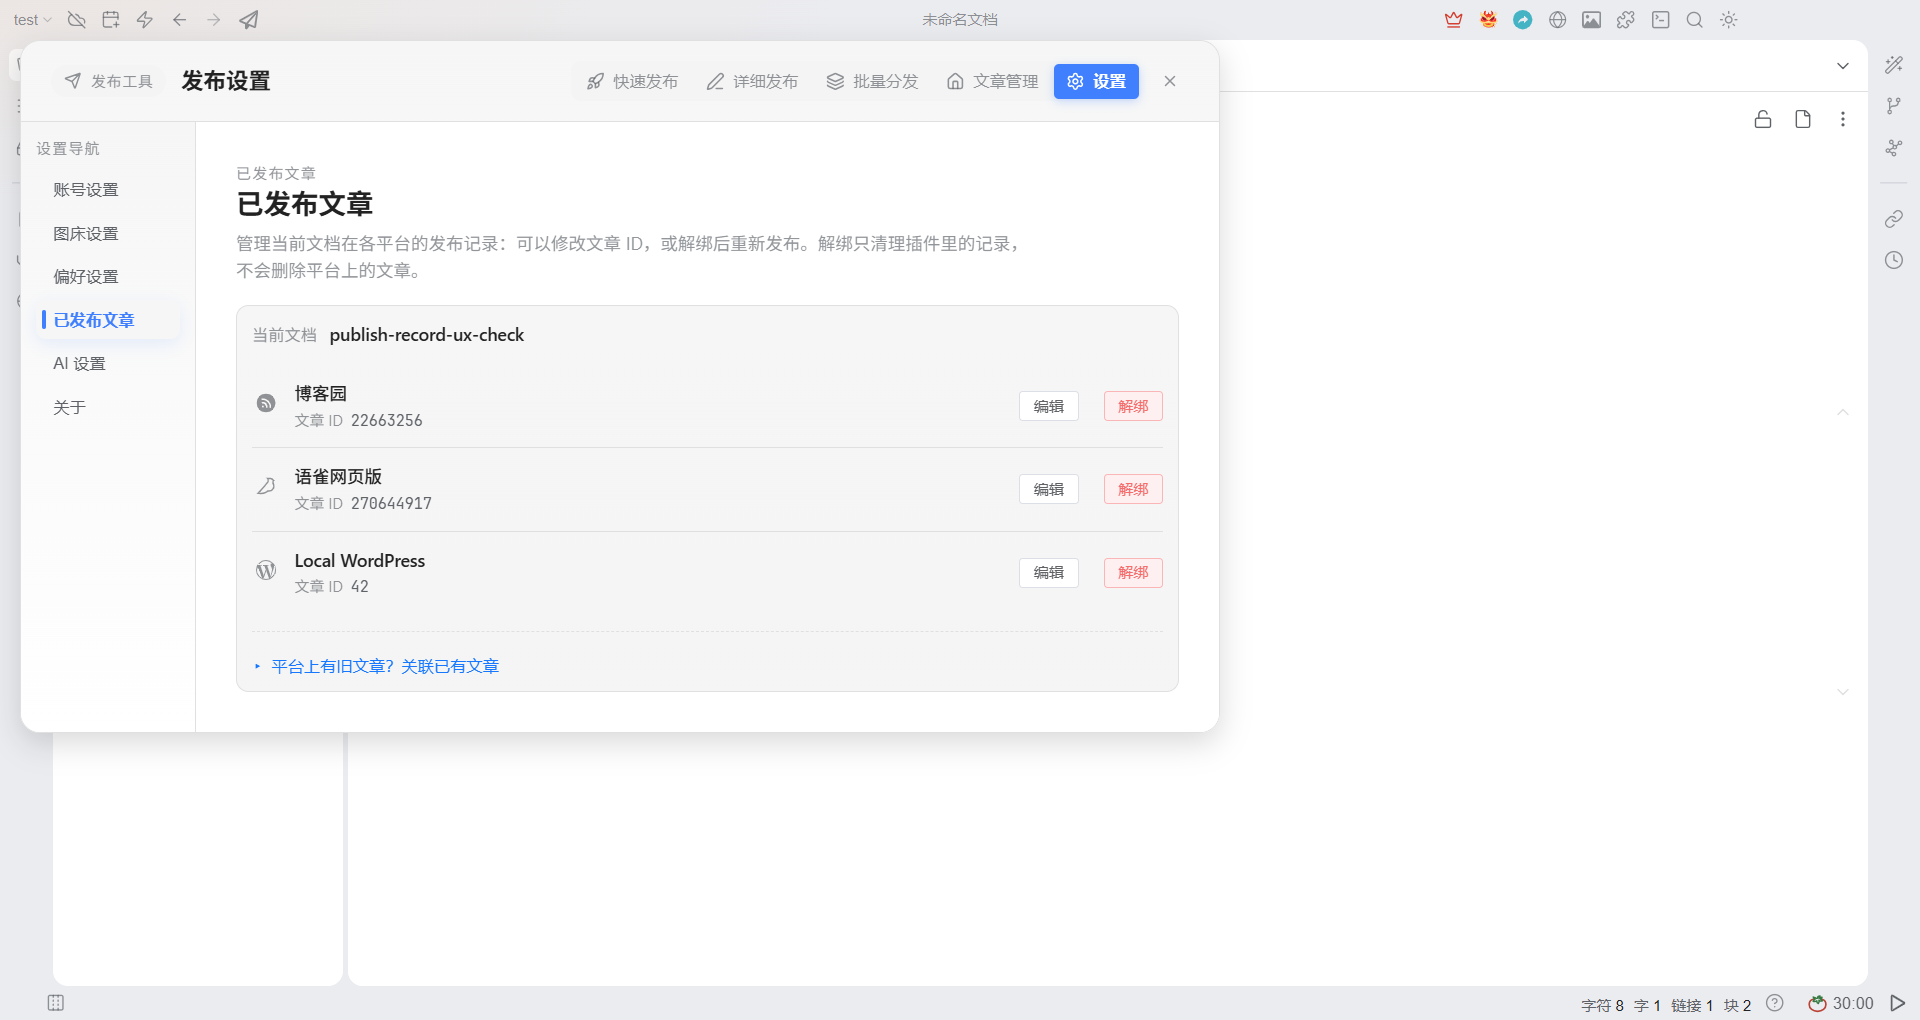 test
未命名文档
发布工具
发布设置
快速发布
详细发布
批量分发
文章管理
设置
设置导航
账号设置
图床设置
偏好设置
已发布文章
AI 设置
关于
已发布文章
已发布文章
管理当前文档在各平台的发布记录：可以修改文章 ID，或解绑后重新发布。解绑只清理插件里的记录，
不会删除平台上的文章。
当前文档 publish-record-ux-check
博客园
文章 ID 22663256
编辑
解绑
语雀网页版
文章 ID 270644917
编辑
解绑
Local WordPress
文章 ID 42
编辑
解绑
平台上有旧文章？关联已有文章
字符 8 字 1 链接 1 块 2
30:00